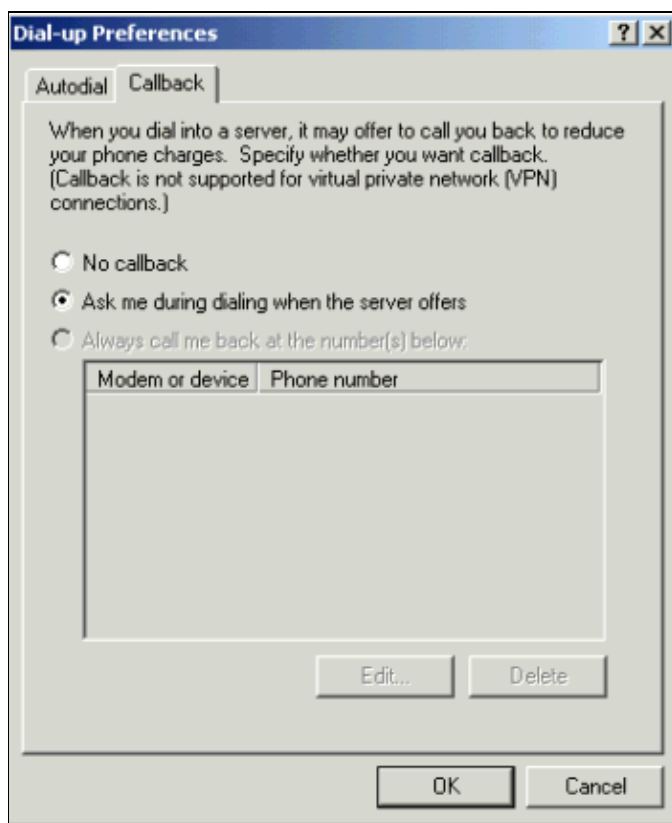 Dial-up Preferences
Autodial
Callback
When you dial into a server, it may offer to call you back to reduce
your phone charges.  Specify whether you want callback.
(Callback is not supported for virtual private network (VPN)
connections.)
No callback
Ask me during dialing when the server offers
Always call me back at the number(s) below:
Modem or device Phone number
Edit... Delete
OK Cancel